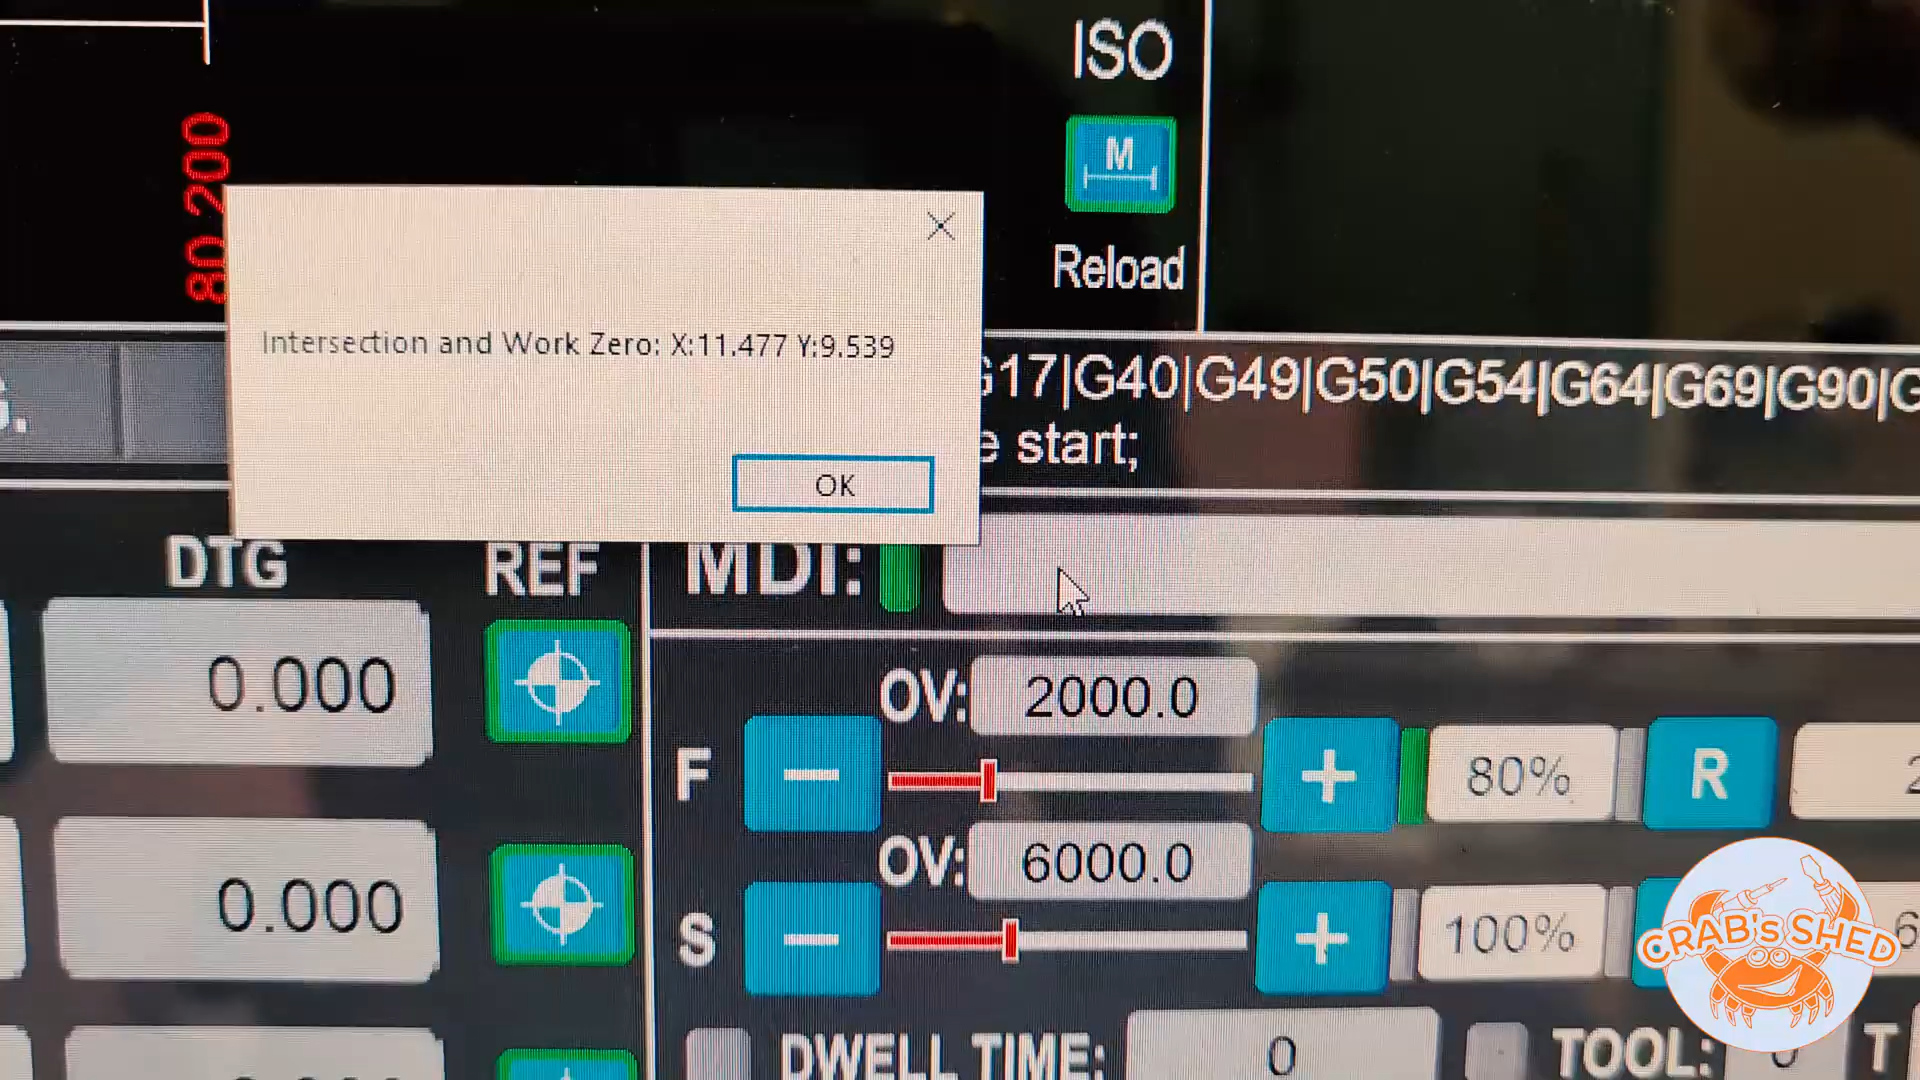 ISO
M
80.200
Reload
Intersection and Work Zero: X:11.477 Y:9.539
OK
G17|G40|G49|G50|G54|G64|G69|G90|G
start;
DTG
REF
MDI:
0.000
OV: 2000.0
F
80%
R
OV: 6000.0
0.000
S
100%
CRAB's SHED
DWELL TIME: 0
TOOL:
T